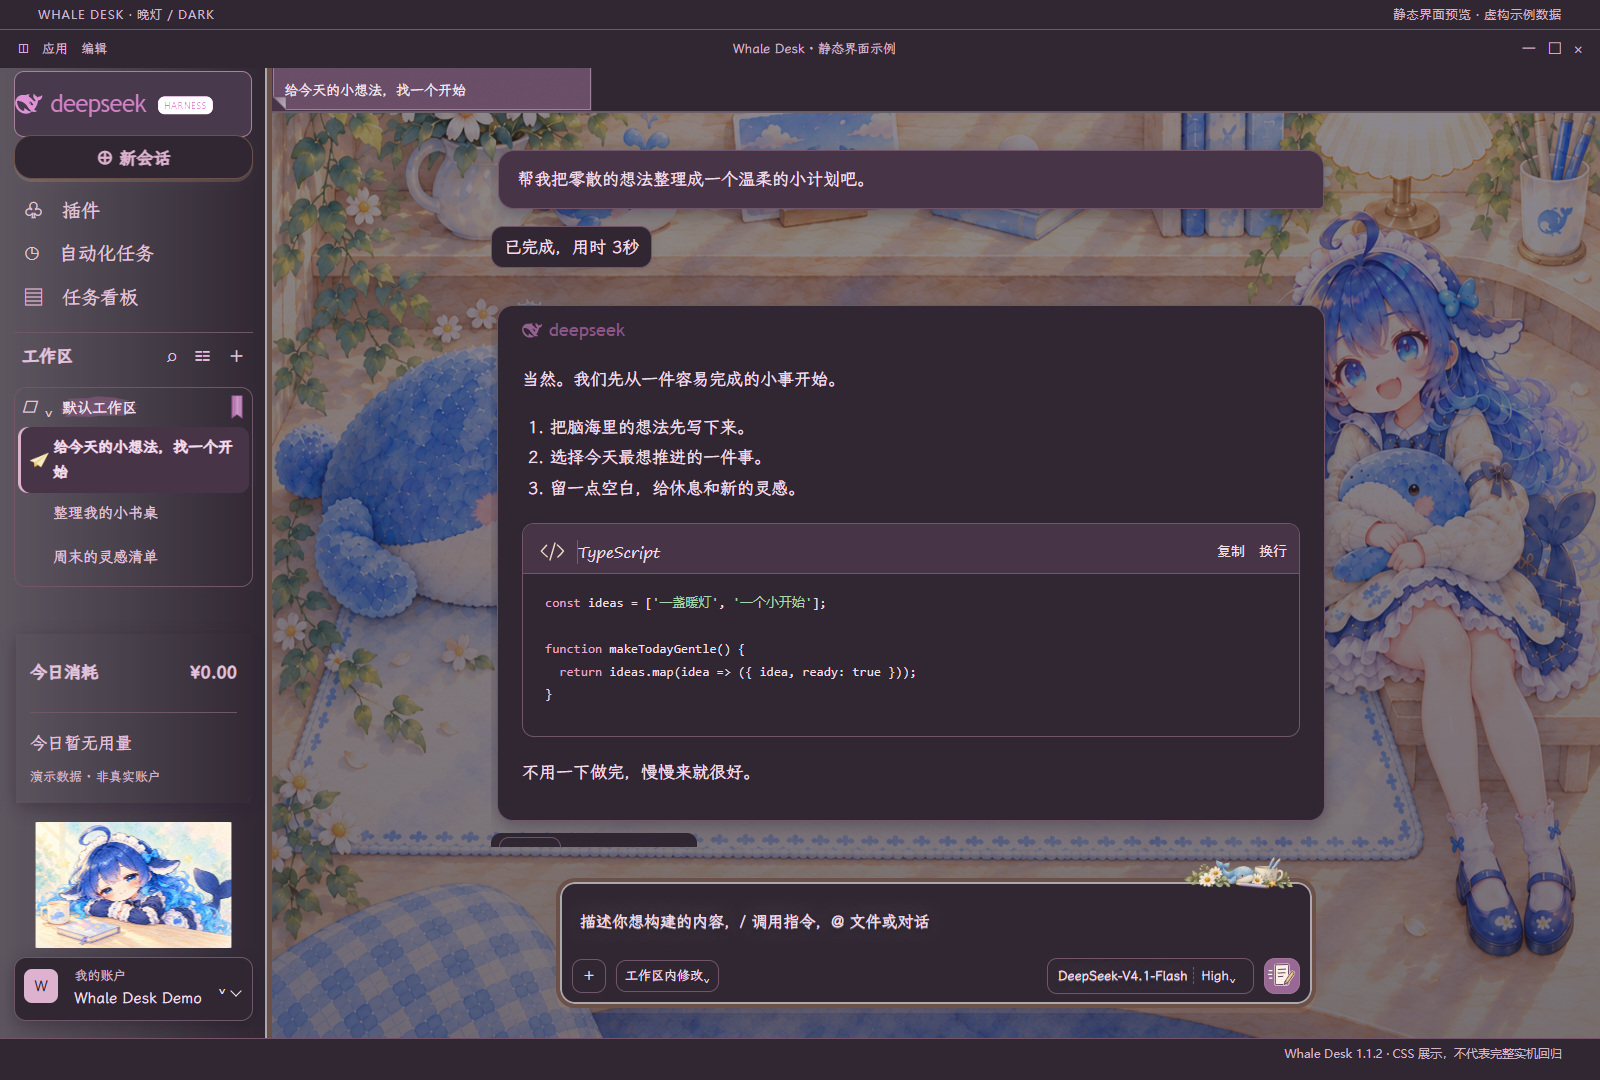 WHALE DESK · 晚灯 / DARK
静态界面预览 · 虚构示例数据
应用 编辑
Whale Desk · 静态界面示例
deepseek HARNESS
新会话
插件
自动化任务
任务看板
工作区
默认工作区
给今天的小想法，找一个开
始
整理我的小书桌
周末的灵感清单
今日消耗 ¥0.00
今日暂无用量
演示数据 · 非真实账户
W
我的账户
Whale Desk Demo
给今天的小想法，找一个开始
帮我把零散的想法整理成一个温柔的小计划吧。
已完成，用时 3秒
deepseek
当然。我们先从一件容易完成的小事开始。
1. 把脑海里的想法先写下来。
2. 选择今天最想推进的一件事。
3. 留一点空白，给休息和新的灵感。
</> TypeScript 复制 换行
const ideas = ['一盏暖灯', '一个小开始'];
function makeTodayGentle() {
return ideas.map(idea => ({ idea, ready: true }));
}
不用一下做完，慢慢来就很好。
描述你想构建的内容，/ 调用指令，@ 文件或对话
+ 工作区内修改
DeepSeek-V4.1-Flash High
Whale Desk 1.1.2 · CSS 展示，不代表完整实机回归